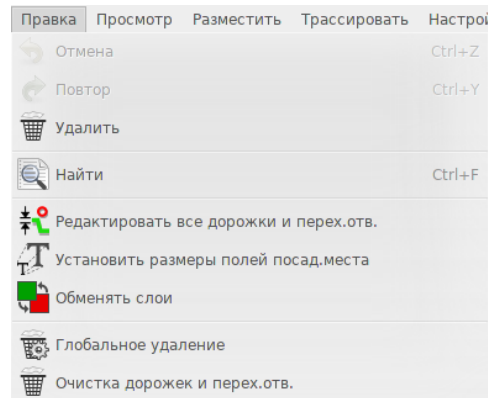 Правка Просмотр Разместить Трассировать
Отмена Ctrl+Z
Повтор Ctrl+Y
Удалить
Найти Ctrl+F
Редактировать все дорожки и перех.отв.
Установить размеры полей посад.места
Обменять слои
Глобальное удаление
Очистка дорожек и перех.отв.